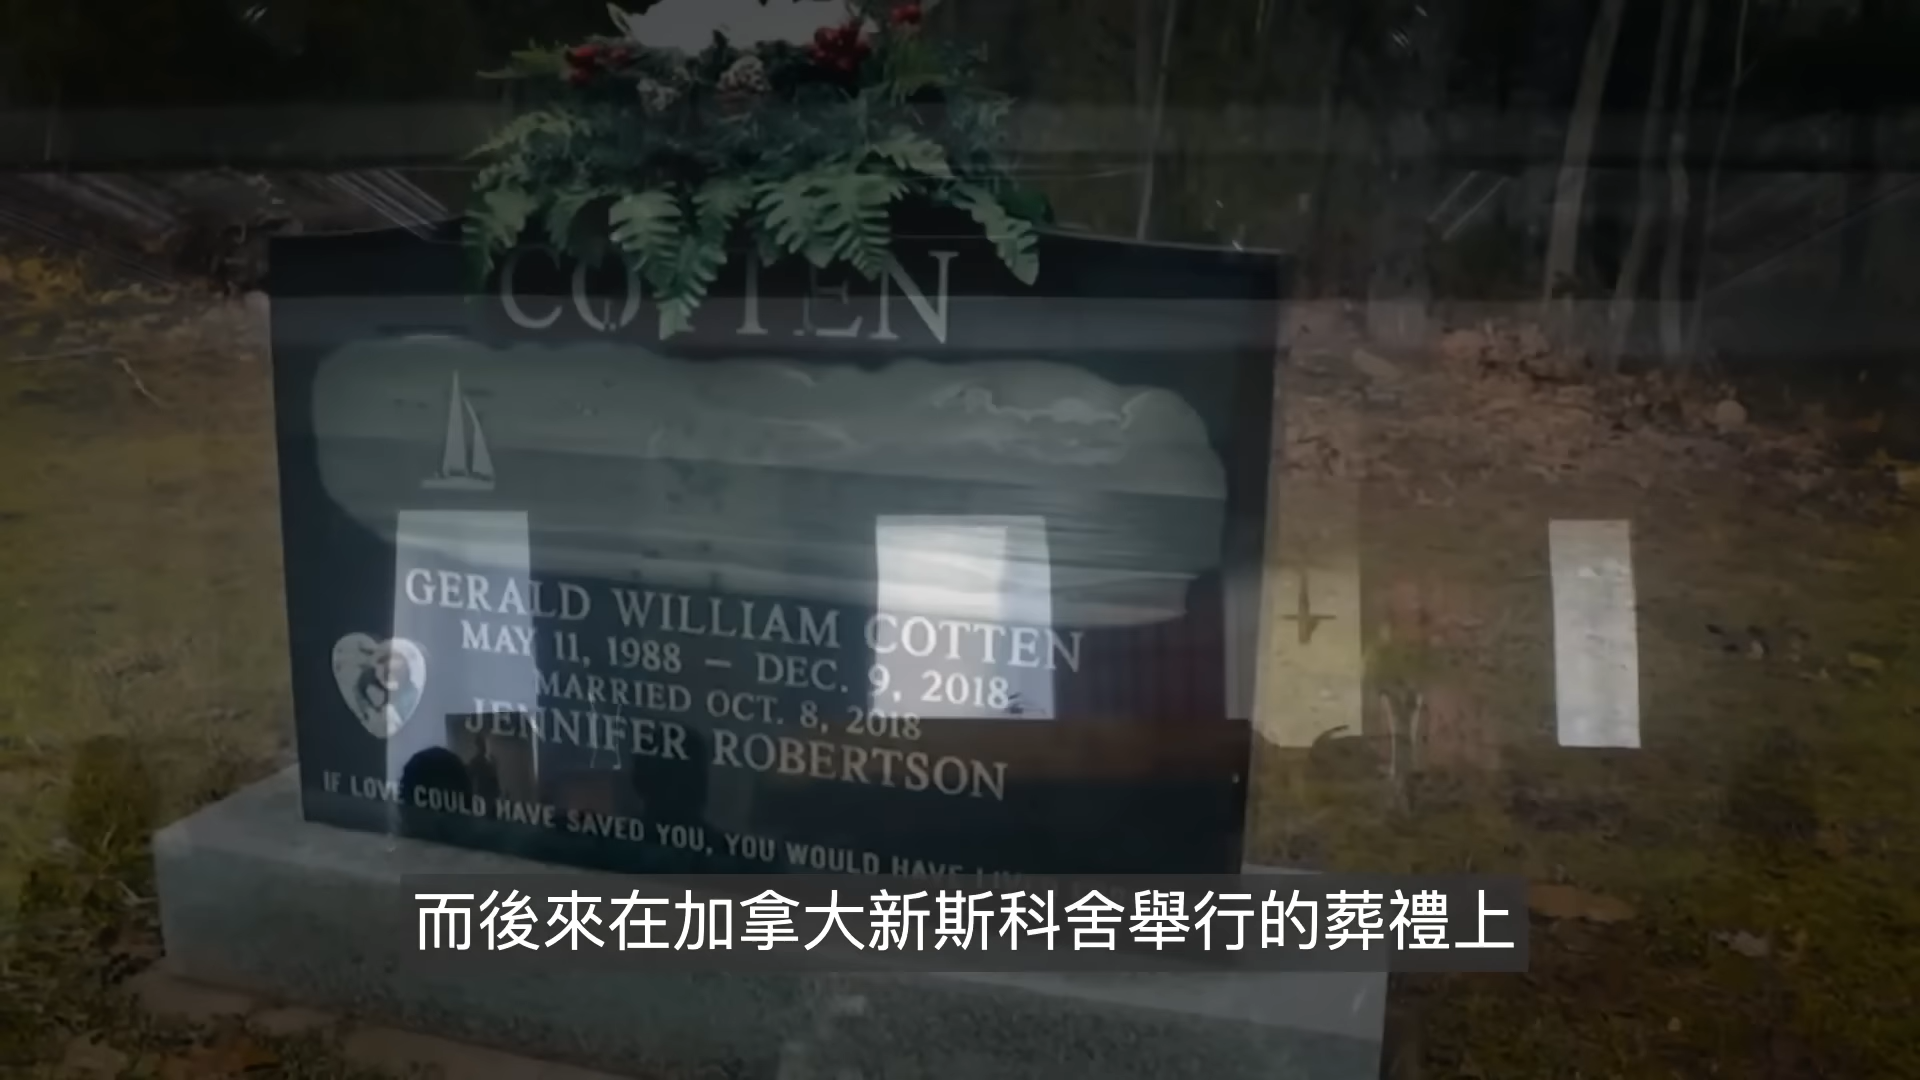 COTTEN
GERALD WILLIAM COTTEN
MAY 11, 1988 – DEC. 9, 2018
MARRIED OCT. 8, 2018
JENNIFER ROBERTSON
IF LOVE COULD HAVE SAVED YOU, YOU WOULD HAVE
而後來在加拿大新斯科舍舉行的葬禮上